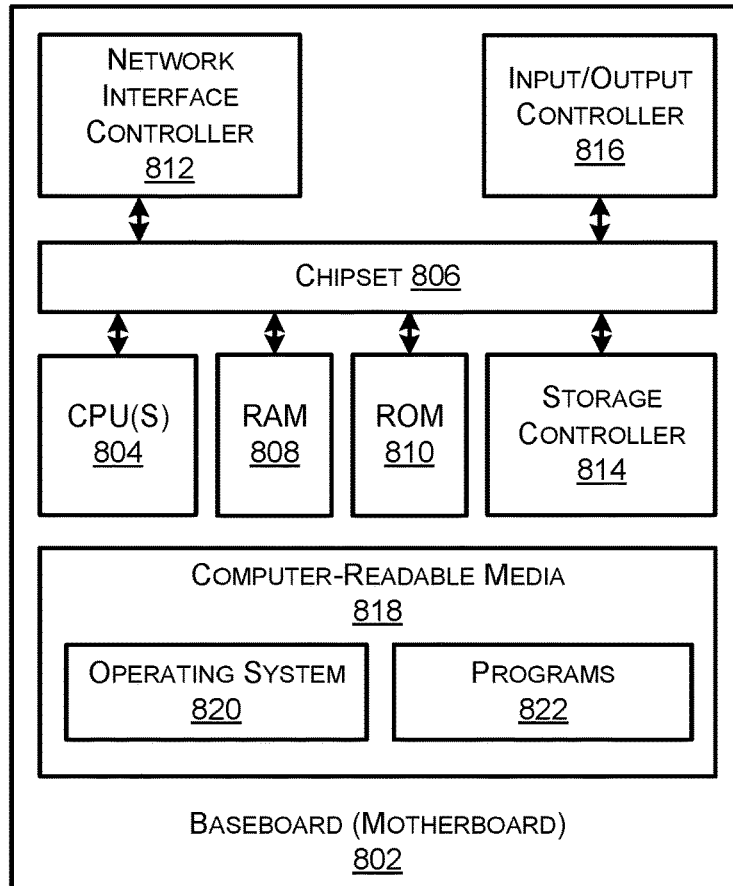 NETWORK
INTERFACE
CONTROLLER
812
INPUT/OUTPUT
CONTROLLER
816
CHIPSET 806
CPU(S)
804
RAM
808
ROM
810
STORAGE
CONTROLLER
814
COMPUTER-READABLE MEDIA
818
OPERATING SYSTEM
820
PROGRAMS
822
BASEBOARD (MOTHERBOARD)
802